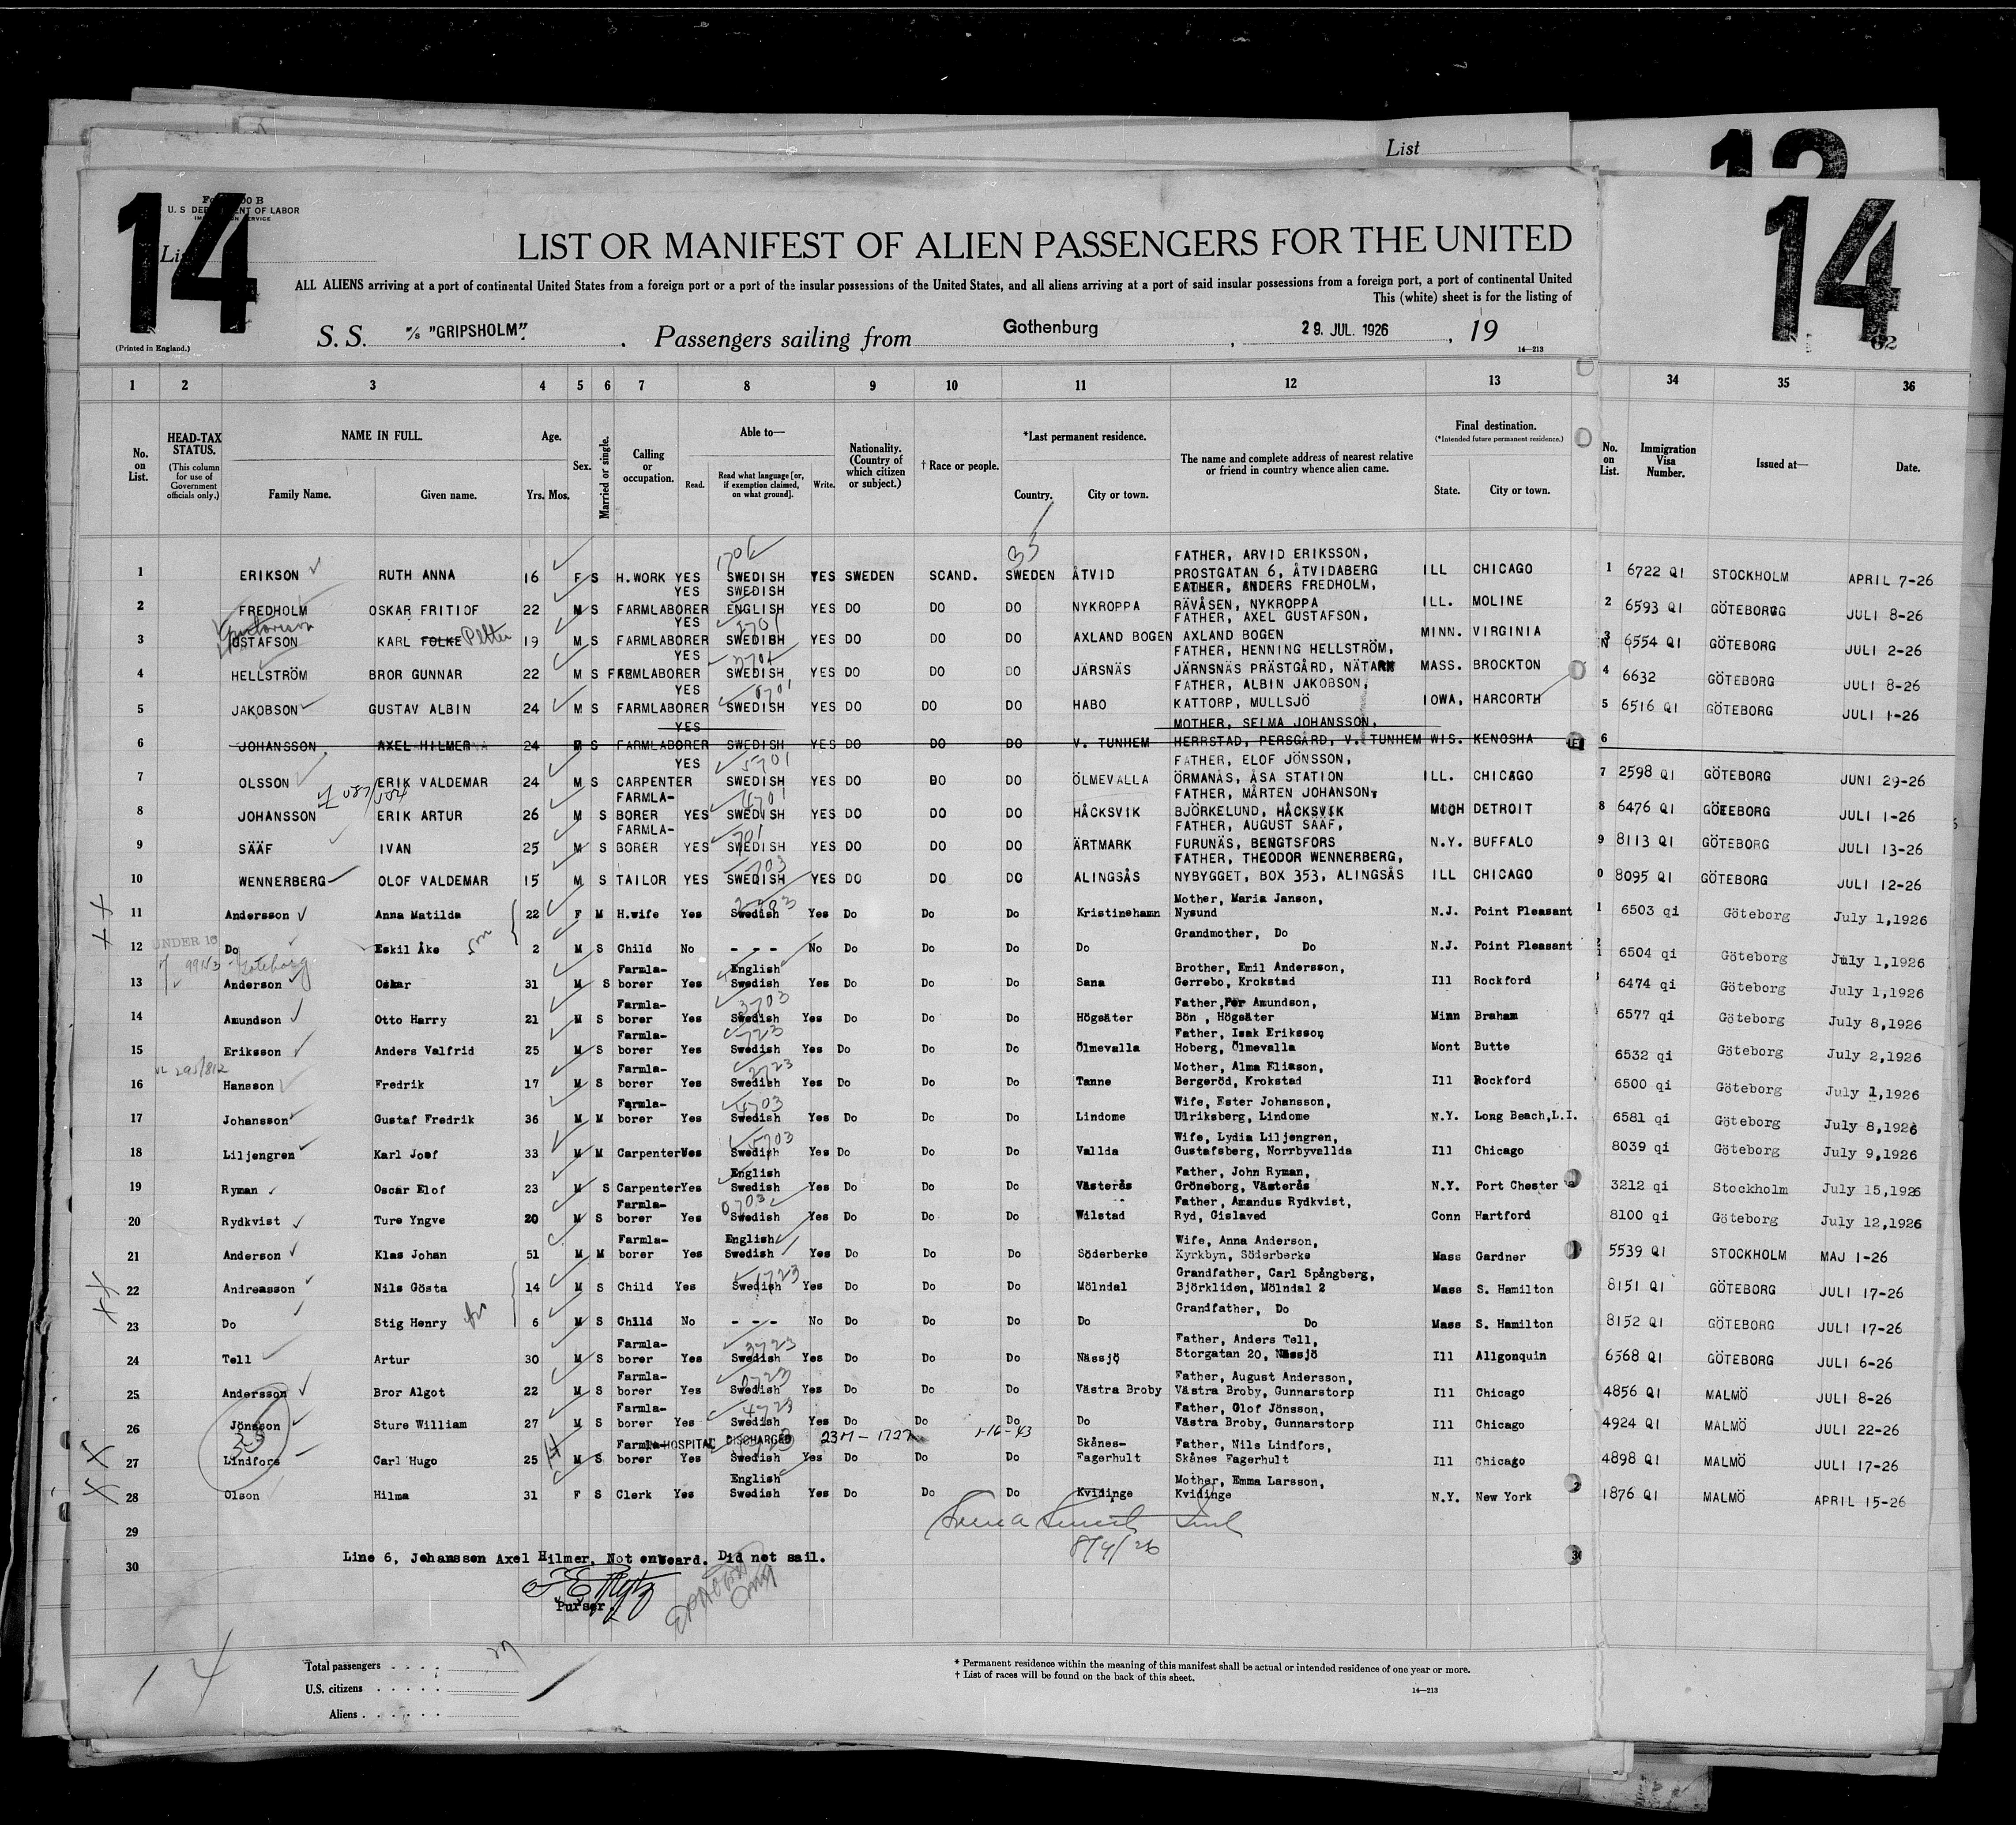 List
13
14
14
Form 500 B
U. S DEPARTMENT OF LABOR
IMMIGRATION SERVICE
List
LIST OR MANIFEST OF ALIEN PASSENGERS FOR THE UNITED
ALL ALIENS arriving at a port of continental United States from a foreign port or a port of the insular possessions of the United States, and all aliens arriving at a port of said insular possessions from a foreign port, a port of continental United
This (white) sheet is for the listing of
S. S. M/S "GRIPSHOLM". Passengers sailing from Gothenburg, 29. JUL. 1926, 19
(Printed in England.)
14—213
62
1 2 3 4 5 6 7 8 9 10 11 12 13 34 35 36
No. on List.
HEAD-TAX STATUS.
(This column for use of Government officials only.)
NAME IN FULL.
Family Name. Given name.
Age.
Yrs. Mos.
Sex.
Married or single.
Calling or occupation.
Able to—
Read. Read what language [or, if exemption claimed, on what ground]. Write.
Nationality. (Country of which citizen or subject.)
† Race or people.
*Last permanent residence.
Country. City or town.
The name and complete address of nearest relative or friend in country whence alien came.
Final destination.
(*Intended future permanent residence.)
State. City or town.
No. on List.
Immigration Visa Number.
Issued at—
Date.
FATHER, ARVID ERIKSSON,
1 ERIKSON RUTH ANNA 16 F S H.WORK YES SWEDISH YES SWEDEN SCAND. SWEDEN ÅTVID PROSTGATAN 6, ÅTVIDABERG ILL CHICAGO 1 6722 QI STOCKHOLM APRIL 7-26
YES SWEDISH FATHER, ANDERS FREDHOLM,
2 FREDHOLM OSKAR FRITIOF 22 M S FARMLABORER ENGLISH YES DO DO DO NYKROPPA RÄVÅSEN, NYKROPPA ILL. MOLINE 2 6593 QI GÖTEBORGG JULI 8-26
Gustavsson YES 2701 FATHER, AXEL GUSTAFSON,
3 GUSTAFSON KARL FOLKE Petter 19 M S FARMLABORER SWEDISH YES DO DO DO AXLAND BOGEN AXLAND BOGEN MINN. VIRGINIA 3 6554 QI GÖTEBORG JULI 2-26
YES FATHER, HENNING HELLSTRÖM,
4 HELLSTRÖM BROR GUNNAR 22 M S FARMLABORER SWEDISH YES DO DO DO JÄRSNÄS JÄRNSNÄS PRÄSTGÅRD, NÄTARN MASS. BROCKTON 4 6632 GÖTEBORG JULI 8-26
YES FATHER, ALBIN JAKOBSON,
5 JAKOBSON GUSTAV ALBIN 24 M S FARMLABORER SWEDISH YES DO DO DO HABO KATTORP, MULLSJÖ IOWA, HARCORTH 5 6516 QI GÖTEBORG JULI 1-26
YES MOTHER, SELMA JOHANSSON,
6 JOHANSSON AXEL HILMER 24 M S FARMLABORER SWEDISH YES DO DO DO V. TUNHEM HERRSTAD, PERSGÅRD, V. TUNHEM WIS. KENOSHA 6
YES 5701 FATHER, ELOF JÖNSSON,
7 OLSSON ERIK VALDEMAR 24 M S CARPENTER SWEDISH YES DO DO DO ÖLMEVALLA ÖRMANÄS, ÅSA STATION ILL. CHICAGO 7 2598 QI GÖTEBORG JUNI 29-26
FARMLA- FATHER, MÅRTEN JOHANSON,
8 JOHANSSON ERIK ARTUR 26 M S BORER YES SWEDISH YES DO DO DO HÅCKSVIK BJÖRKELUND, HÅCKSVIK MICH DETROIT 8 6476 QI GÖTEBORG JULI 1-26
FARMLA- 701 FATHER, AUGUST SÄÄF,
9 SÄÄF IVAN 25 M S BORER YES SWEDISH YES DO DO DO ÄRTMARK FURUNÄS, BENGTSFORS N.Y. BUFFALO 9 8113 QI GÖTEBORG JULI 13-26
703 FATHER, THEODOR WENNERBERG,
10 WENNERBERG OLOF VALDEMAR 15 M S TAILOR YES SWEDISH YES DO DO DO ALINGSÅS NYBYGGET, BOX 353, ALINGSÅS ILL CHICAGO 0 8095 QI GÖTEBORG JULI 12-26
Mother, Maria Janson,
11 Andersson Anna Matilda 22 F M H.wife Yes Swedish Yes Do Do Do Kristinehamn Nysund N.J. Point Pleasant 1 6503 qi Göteborg July 1,1926
UNDER 16 Grandmother, Do
12 Do Eskil Åke son 2 M S Child No - - - No Do Do Do Do Do N.J. Point Pleasant 6504 qi Göteborg July 1,1926
Göteborg Farmla- English Brother, Emil Andersson,
13 Anderson Oskar 31 M S borer Yes Swedish Yes Do Do Do Sana Gerrebo, Krokstad Ill Rockford 6474 qi Göteborg July 1,1926
Farmla- 3703 Father, Per Amundson,
14 Amundson Otto Harry 21 M S borer Yes Swedish Yes Do Do Do Högsäter Bön , Högsäter Minn Braham 6577 qi Göteborg July 8,1926
Farmla- 723 Father, Isak Eriksson,
15 Eriksson Anders Valfrid 25 M S borer Yes Swedish Yes Do Do Do Ölmevalla Hoberg, Ölmevalla Mont Butte 6532 qi Göteborg July 2,1926
Farmla- 2723 Mother, Alma Eliason,
16 Hansson Fredrik 17 M S borer Yes Swedish Yes Do Do Do Tanne Bergeröd, Krokstad Ill Rockford 6500 qi Göteborg July 1,1926
Farmla- Wife, Ester Johansson,
17 Johansson Gustaf Fredrik 36 M M borer Yes Swedish Yes Do Do Do Lindome Ulriksberg, Lindome N.Y. Long Beach,L.I. 6581 qi Göteborg July 8,1926
5703 Wife, Lydia Liljengren,
18 Liljengren Karl Josf 33 M M Carpenter Yes Swedish Yes Do Do Do Vallda Gustafsberg, Norrbyvallda Ill Chicago 8039 qi Göteborg July 9,1926
English Father, John Ryman,
19 Ryman Oscar Elof 23 M S Carpenter Yes Swedish Yes Do Do Do Västerås Gröneborg, Västerås N.Y. Port Chester 3212 qi Stockholm July 15,1926
Farmla- Father, Amandus Rydkvist,
20 Rydkvist Ture Yngve 20 M S borer Yes Swedish Yes Do Do Do Wilstad Ryd, Gislaved Conn Hartford 8100 qi Göteborg July 12,1926
Farmla- English Wife, Anna Anderson,
21 Anderson Klas Johan 51 M M borer Yes Swedish Yes Do Do Do Söderberke Kyrkbyn, Söderberke Mass Gardner 5539 QI STOCKHOLM MAJ 1-26
1723 Grandfather, Carl Spångberg,
22 Andreasson Nils Gösta 14 M S Child Yes Swedish Yes Do Do Do Mölndal Björkliden, Mölndal 2 Mass S. Hamilton 8151 QI GÖTEBORG JULI 17-26
Grandfather, Do
23 Do Stig Henry 6 M S Child No - - - No Do Do Do Do Do Mass S. Hamilton 8152 QI GÖTEBORG JULI 17-26
Farmla- 3723 Father, Anders Tell,
24 Tell Artur 30 M S borer Yes Swedish Yes Do Do Do Nässjö Storgatan 20, Nässjö Ill Allgonquin 6568 QI GÖTEBORG JULI 6-26
Farmla- Father, August Andersson,
25 Andersson Bror Algot 22 M S borer Yes Swedish Yes Do Do Do Västra Broby Västra Broby, Gunnarstorp Ill Chicago 4856 QI MALMÖ JULI 8-26
Farmla- 4723 Father, Olof Jönsson,
26 Jönsson Sture William 27 M S borer Yes Swedish Yes Do Do Do Do Västra Broby, Gunnarstorp Ill Chicago 4924 QI MALMÖ JULI 22-26
Farmla- HOSPITAL DISCHARGED 1-16-43 Skånes- Father, Nils Lindfors,
27 Lindfors Carl Hugo 25 M S borer Yes Swedish Yes Do Do Do Fagerhult Skånes Fagerhult Ill Chicago 4898 QI MALMÖ JULI 17-26
English Mother, Emma Larsson,
28 Olson Hilma 31 F S Clerk Yes Swedish Yes Do Do Do Kvidinge Kvidinge N.Y. New York 1876 QI MALMÖ APRIL 15-26
29
30 Line 6, Johansson Axel Hilmer. Not onboard. Did not sail.
Purser.
14
Total passengers . . . .
U.S. citizens . . . . .
Aliens . . . . . .
* Permanent residence within the meaning of this manifest shall be actual or intended residence of one year or more.
† List of races will be found on the back of this sheet.
14—213